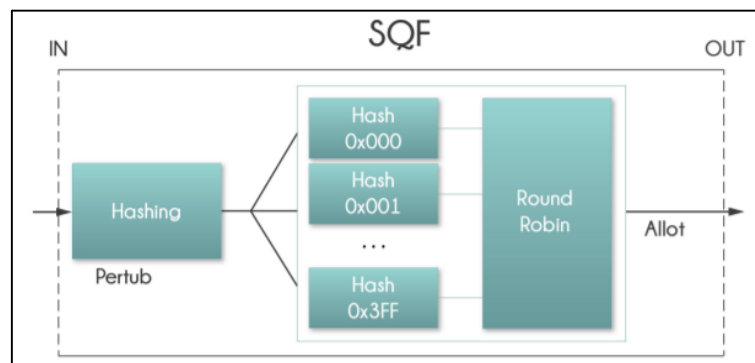 SQF
IN
OUT
Hashing
Pertub
Hash
0x000
Hash
0x001
...
Hash
0x3FF
Round
Robin
Allot